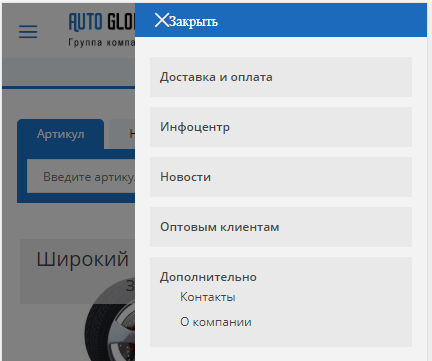 AUTO GLO
Группа компа
Закрыть
Доставка и оплата
Инфоцентр
Артикул
Новости
Введите артику
Оптовым клиентам
Широкий
Дополнительно
Контакты
О компании